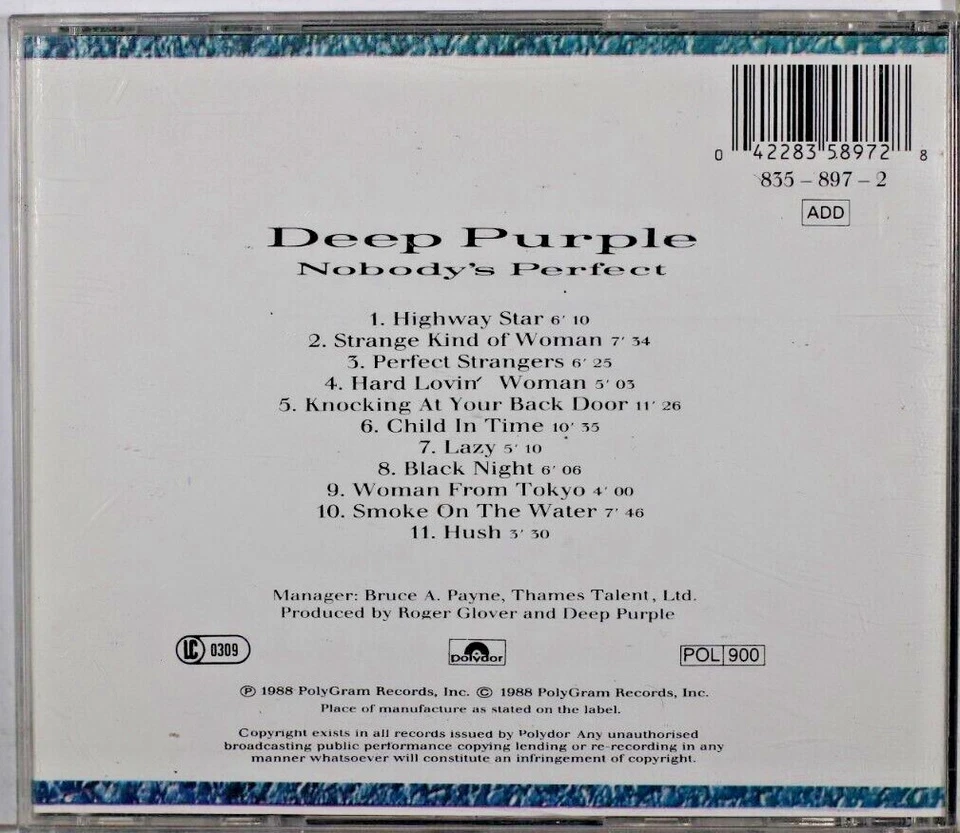 0 42283 58972 8
835 – 897 – 2
ADD
Deep Purple
Nobody's Perfect
1. Highway Star 6' 10
2. Strange Kind of Woman 7' 34
3. Perfect Strangers 6' 25
4. Hard Lovin' Woman 5' 03
5. Knocking At Your Back Door 11' 26
6. Child In Time 10' 35
7. Lazy 5' 10
8. Black Night 6' 06
9. Woman From Tokyo 4' 00
10. Smoke On The Water 7' 46
11. Hush 3' 30
Manager: Bruce A. Payne, Thames Talent, Ltd.
Produced by Roger Glover and Deep Purple
LC 0309
Polydor
POL 900
℗ 1988 PolyGram Records, Inc. © 1988 PolyGram Records, Inc.
Place of manufacture as stated on the label.
Copyright exists in all records issued by Polydor Any unauthorised
broadcasting public performance copying lending or re-recording in any
manner whatsoever will constitute an infringement of copyright.